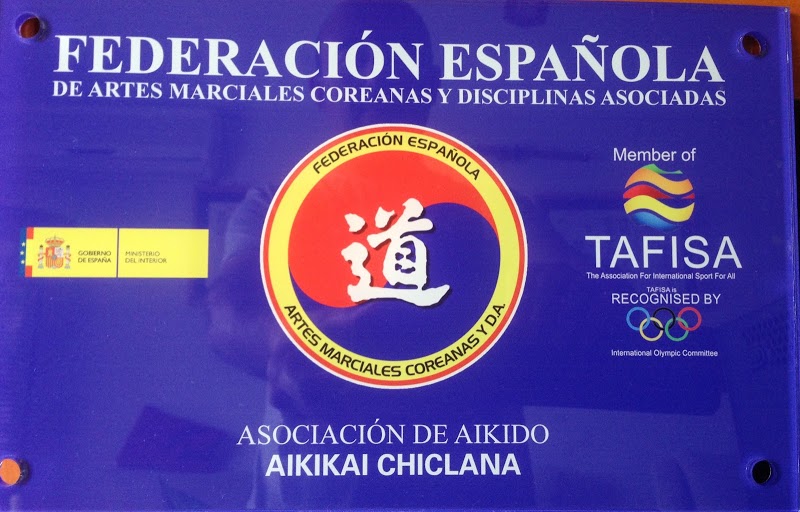 FEDERACIÓN ESPAÑOLA
DE ARTES MARCIALES COREANAS Y DISCIPLINAS ASOCIADAS
GOBIERNO
DE ESPAÑA
MINISTERIO
DEL INTERIOR
FEDERACIÓN ESPAÑOLA
道
ARTES MARCIALES COREANAS Y D.A.
Member of
TAFISA
The Association For International Sport For All
TAFISA is
RECOGNISED BY
International Olympic Committee
ASOCIACIÓN DE AIKIDO
AIKIKAI CHICLANA